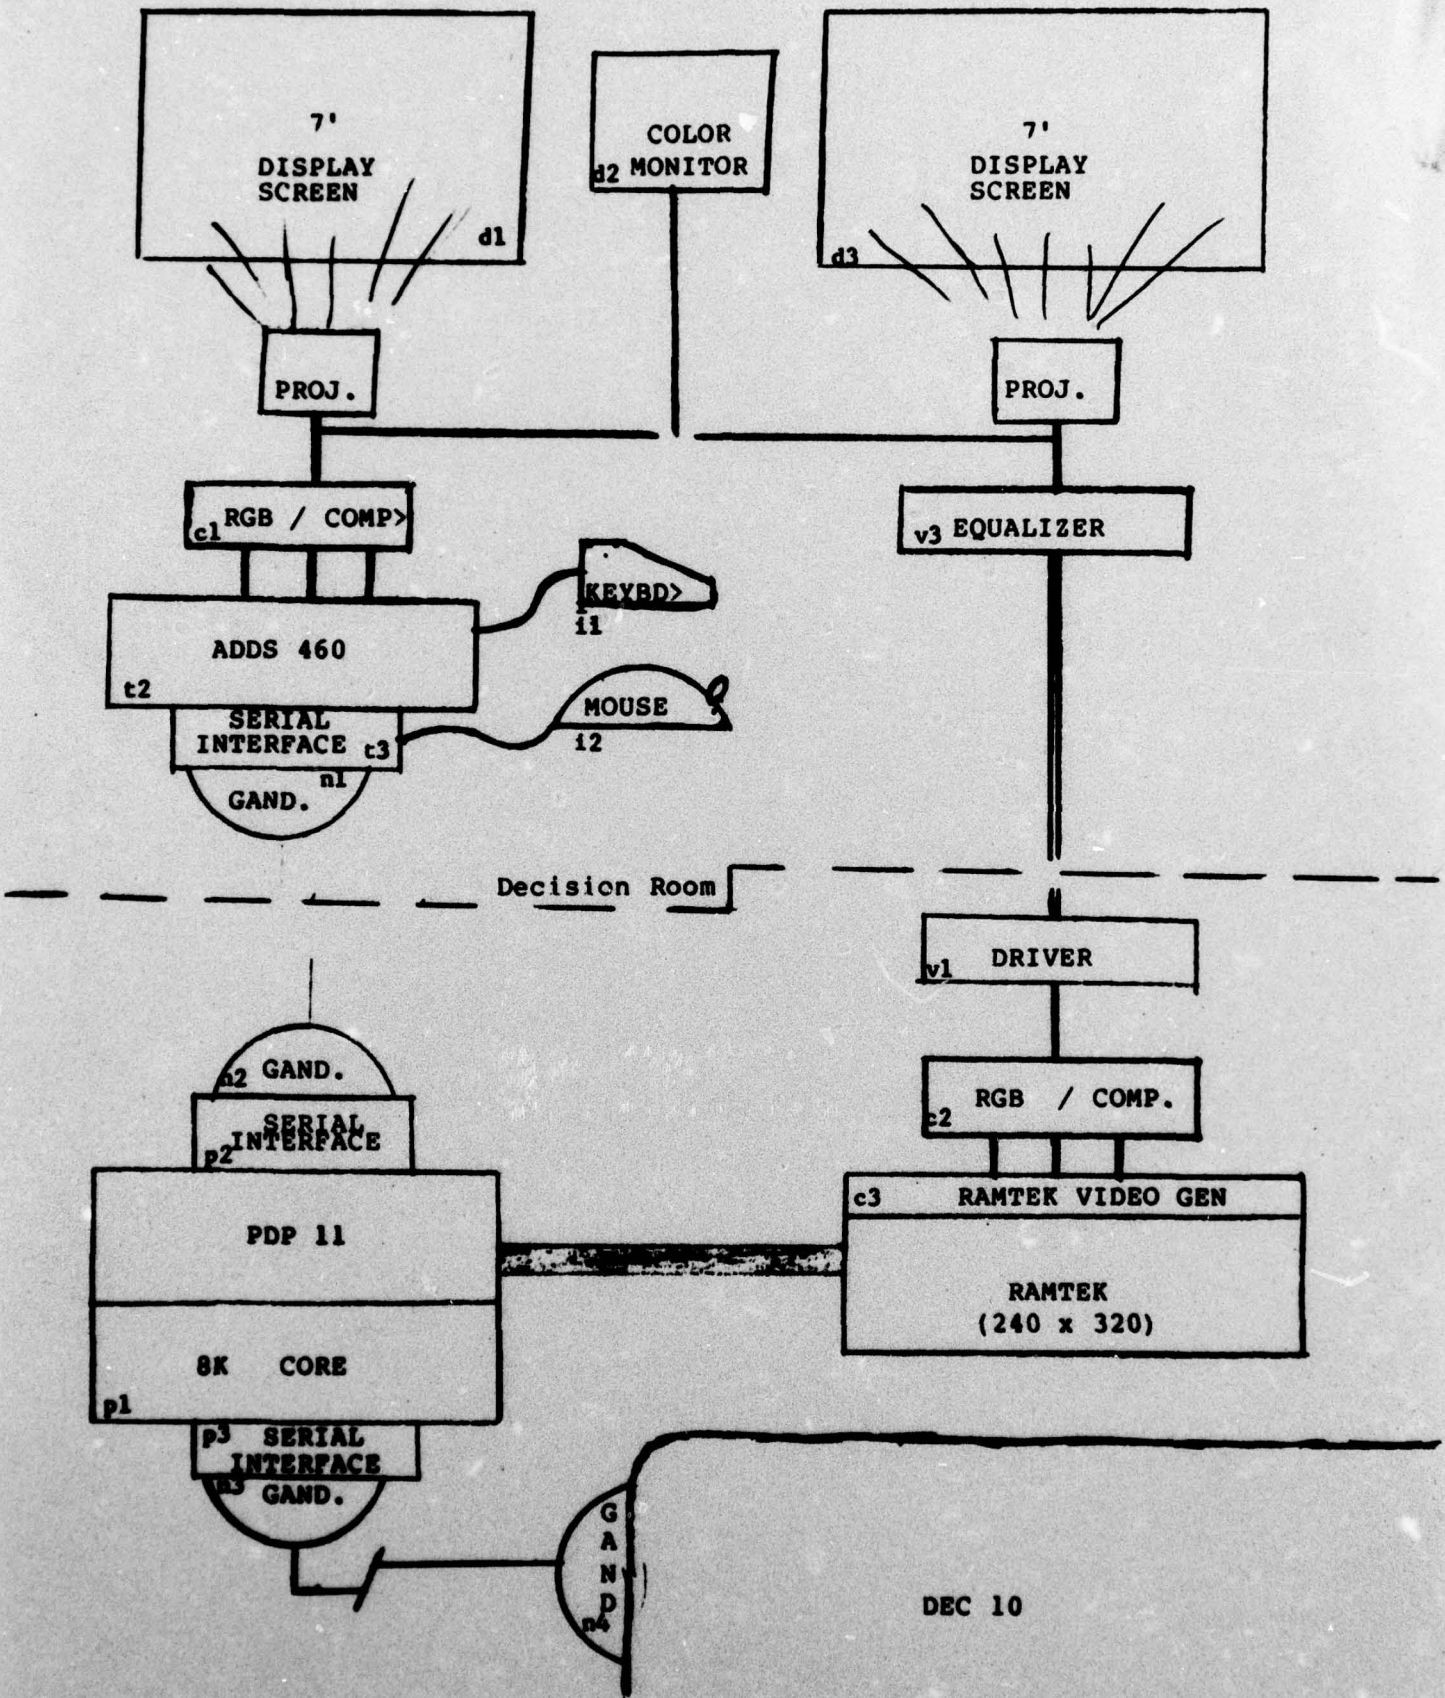 7'
DISPLAY
SCREEN
d1
COLOR
MONITOR
d2
7'
DISPLAY
SCREEN
d3
PROJ.
PROJ.
RGB / COMP>
c1
EQUALIZER
v3
KEYBD>
i1
ADDS 460
t2
MOUSE
i2
SERIAL
INTERFACE
t3
n1
GAND.
Decision Room
DRIVER
v1
GAND.
n2
RGB / COMP.
c2
SERIAL
INTERFACE
p2
c3 RAMTEK VIDEO GEN
PDP 11
RAMTEK
(240 x 320)
8K CORE
p1
p3 SERIAL
INTERFACE
n3
GAND.
GAND
n4
DEC 10